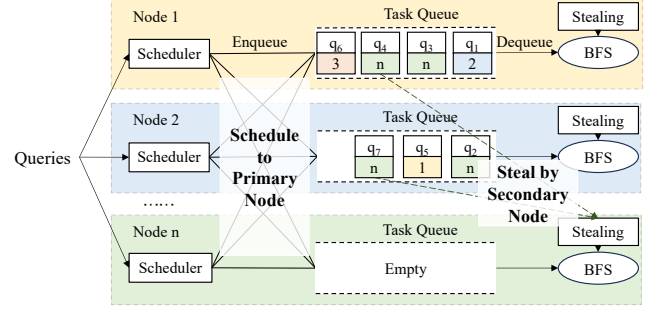 Node 1
Task Queue
Stealing
Scheduler
Enqueue
q6 q4 q3 q1
3 n n 2
Dequeue
BFS
Queries
Node 2
Task Queue
Stealing
Scheduler
Schedule
to
Primary
Node
q7 q5 q2
n 1 n
BFS
Steal by
Secondary
Node
......
Node n
Task Queue
Stealing
Scheduler
Empty
BFS